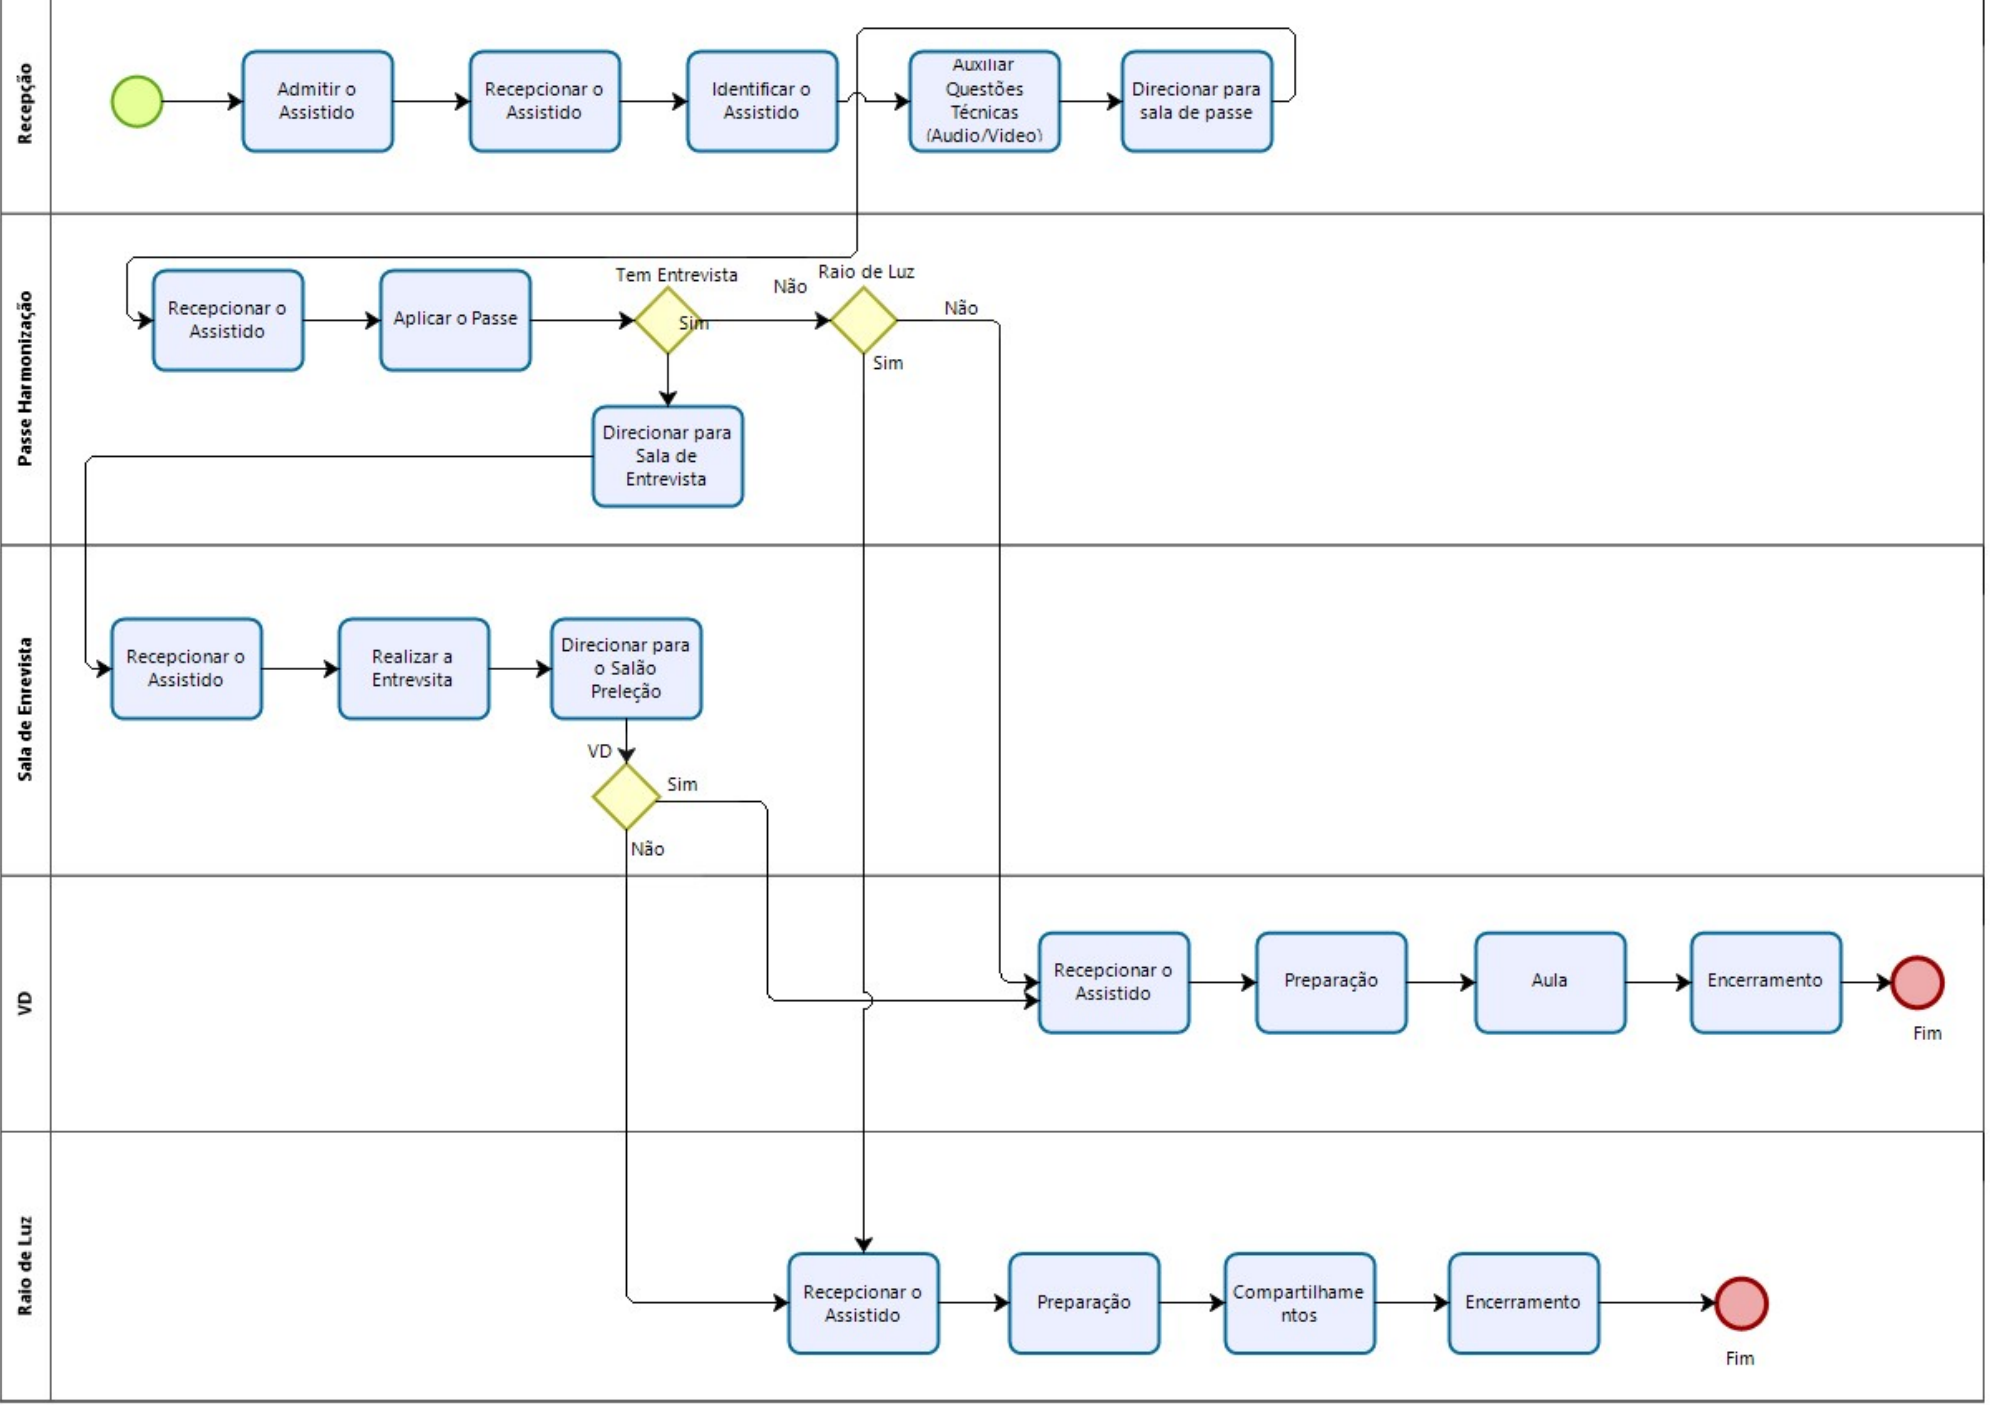 Recepção
Admitir o
Assistido
Recepcionar o
Assistido
Identificar o
Assistido
Auxiliar
Questões
Técnicas
(Audio/Video)
Direcionar para
sala de passe
Passe Harmonização
Recepcionar o
Assistido
Aplicar o Passe
Tem Entrevista
Sim
Não
Raio de Luz
Não
Sim
Direcionar para
Sala de
Entrevista
Sala de Enrevista
Recepcionar o
Assistido
Realizar a
Entrevsita
Direcionar para
o Salão
Preleção
VD
Sim
Não
VD
Recepcionar o
Assistido
Preparação
Aula
Encerramento
Fim
Raio de Luz
Recepcionar o
Assistido
Preparação
Compartilhame
ntos
Encerramento
Fim